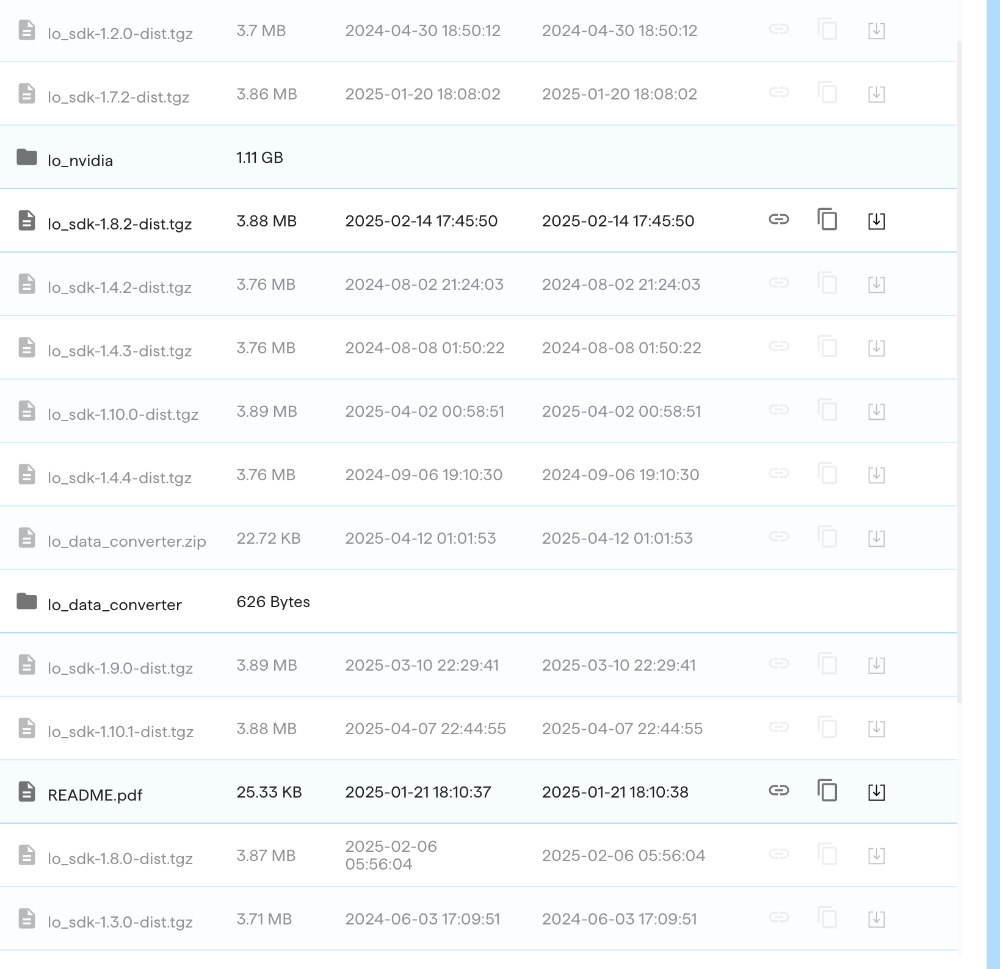 lo_sdk-1.2.0-dist.tgz 3.7 MB 2024-04-30 18:50:12 2024-04-30 18:50:12
lo_sdk-1.7.2-dist.tgz 3.86 MB 2025-01-20 18:08:02 2025-01-20 18:08:02
lo_nvidia 1.11 GB
lo_sdk-1.8.2-dist.tgz 3.88 MB 2025-02-14 17:45:50 2025-02-14 17:45:50
lo_sdk-1.4.2-dist.tgz 3.76 MB 2024-08-02 21:24:03 2024-08-02 21:24:03
lo_sdk-1.4.3-dist.tgz 3.76 MB 2024-08-08 01:50:22 2024-08-08 01:50:22
lo_sdk-1.10.0-dist.tgz 3.89 MB 2025-04-02 00:58:51 2025-04-02 00:58:51
lo_sdk-1.4.4-dist.tgz 3.76 MB 2024-09-06 19:10:30 2024-09-06 19:10:30
lo_data_converter.zip 22.72 KB 2025-04-12 01:01:53 2025-04-12 01:01:53
lo_data_converter 626 Bytes
lo_sdk-1.9.0-dist.tgz 3.89 MB 2025-03-10 22:29:41 2025-03-10 22:29:41
lo_sdk-1.10.1-dist.tgz 3.88 MB 2025-04-07 22:44:55 2025-04-07 22:44:55
README.pdf 25.33 KB 2025-01-21 18:10:37 2025-01-21 18:10:38
lo_sdk-1.8.0-dist.tgz 3.87 MB 2025-02-06
05:56:04 2025-02-06 05:56:04
lo_sdk-1.3.0-dist.tgz 3.71 MB 2024-06-03 17:09:51 2024-06-03 17:09:51